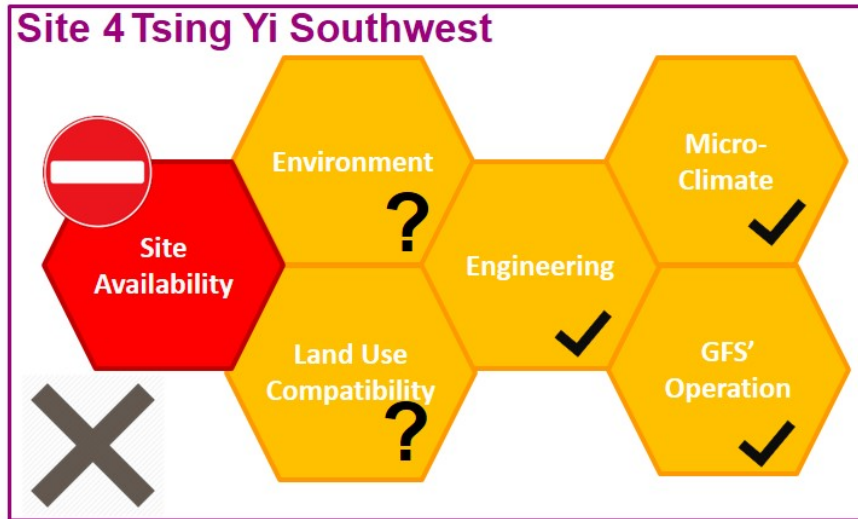 Site 4 Tsing Yi Southwest
Environment
?
Micro-
Climate
Site
Availability
Engineering
Land Use
Compatibility
?
GFS'
Operation